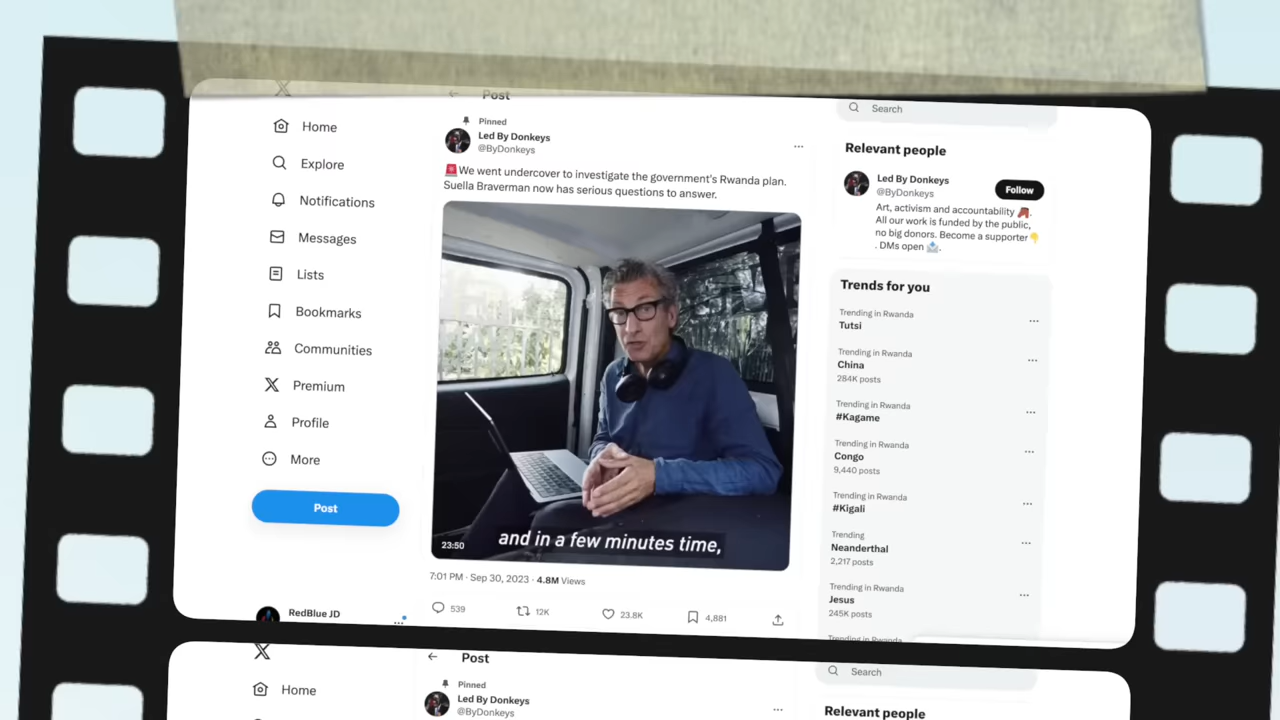 Home
Explore
Notifications
Messages
Lists
Bookmarks
Communities
Premium
Profile
More
Post
RedBlue JD
Post
Pinned
Led By Donkeys
@ByDonkeys
🚨We went undercover to investigate the government's Rwanda plan.
Suella Braverman now has serious questions to answer.
and in a few minutes time,
23:50
7:01 PM · Sep 30, 2023 · 4.8M Views
539
12K
23.8K
4,881
Search
Relevant people
Led By Donkeys
@ByDonkeys
Follow
Art, activism and accountability
All our work is funded by the public,
no big donors. Become a supporter👇
. DMs open 📩.
Trends for you
Trending in Rwanda
Tutsi
Trending in Rwanda
China
284K posts
Trending in Rwanda
#Kagame
Trending in Rwanda
Congo
9,440 posts
Trending in Rwanda
#Kigali
Trending
Neanderthal
2,217 posts
Trending in Rwanda
Jesus
245K posts
Trending in Rwanda
Home
Post
Pinned
Led By Donkeys
@ByDonkeys
Search
Relevant people